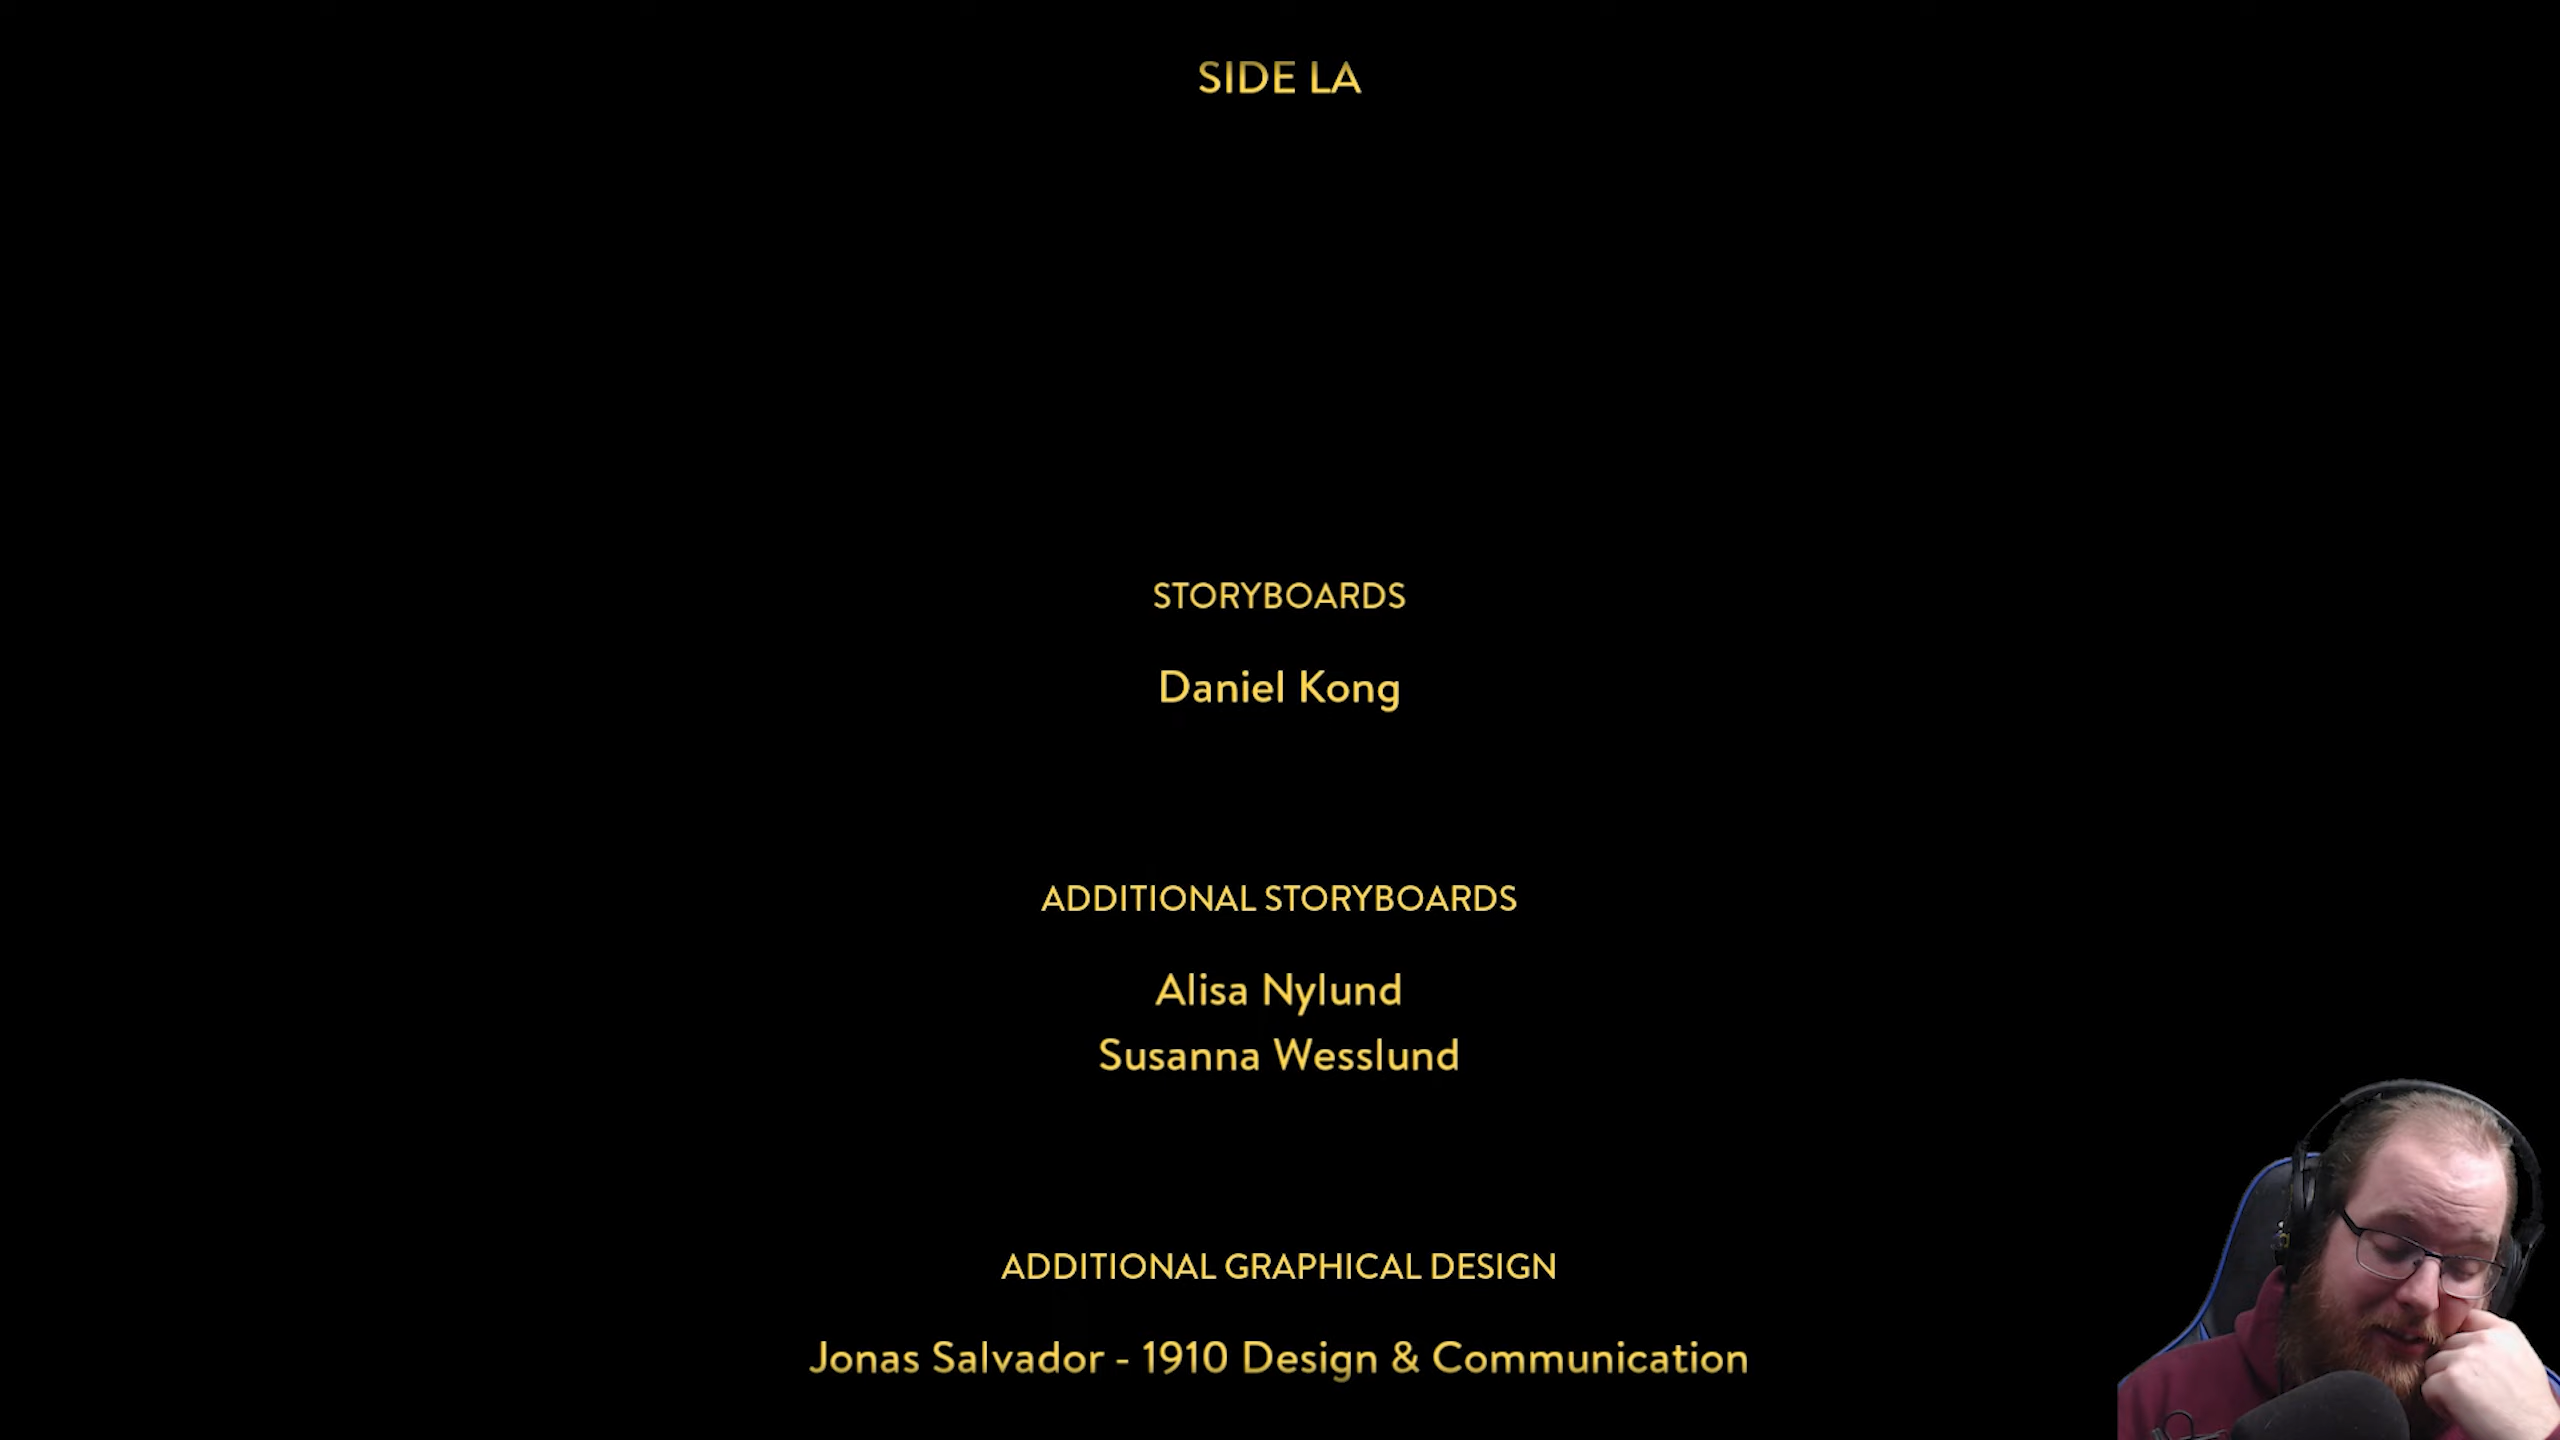 SIDE LA
STORYBOARDS
Daniel Kong
ADDITIONAL STORYBOARDS
Alisa Nylund
Susanna Wesslund
ADDITIONAL GRAPHICAL DESIGN
Jonas Salvador - 1910 Design & Communication